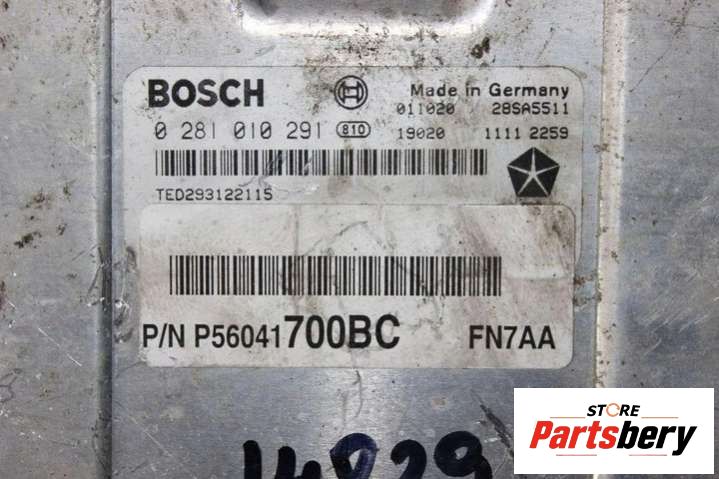 BOSCH Made in Germany
011020 28SA5511
0 281 010 291 810 19020 1111 2259
TED293122115
P/N P56041700BC FN7AA
14829
STORE
Partsbery